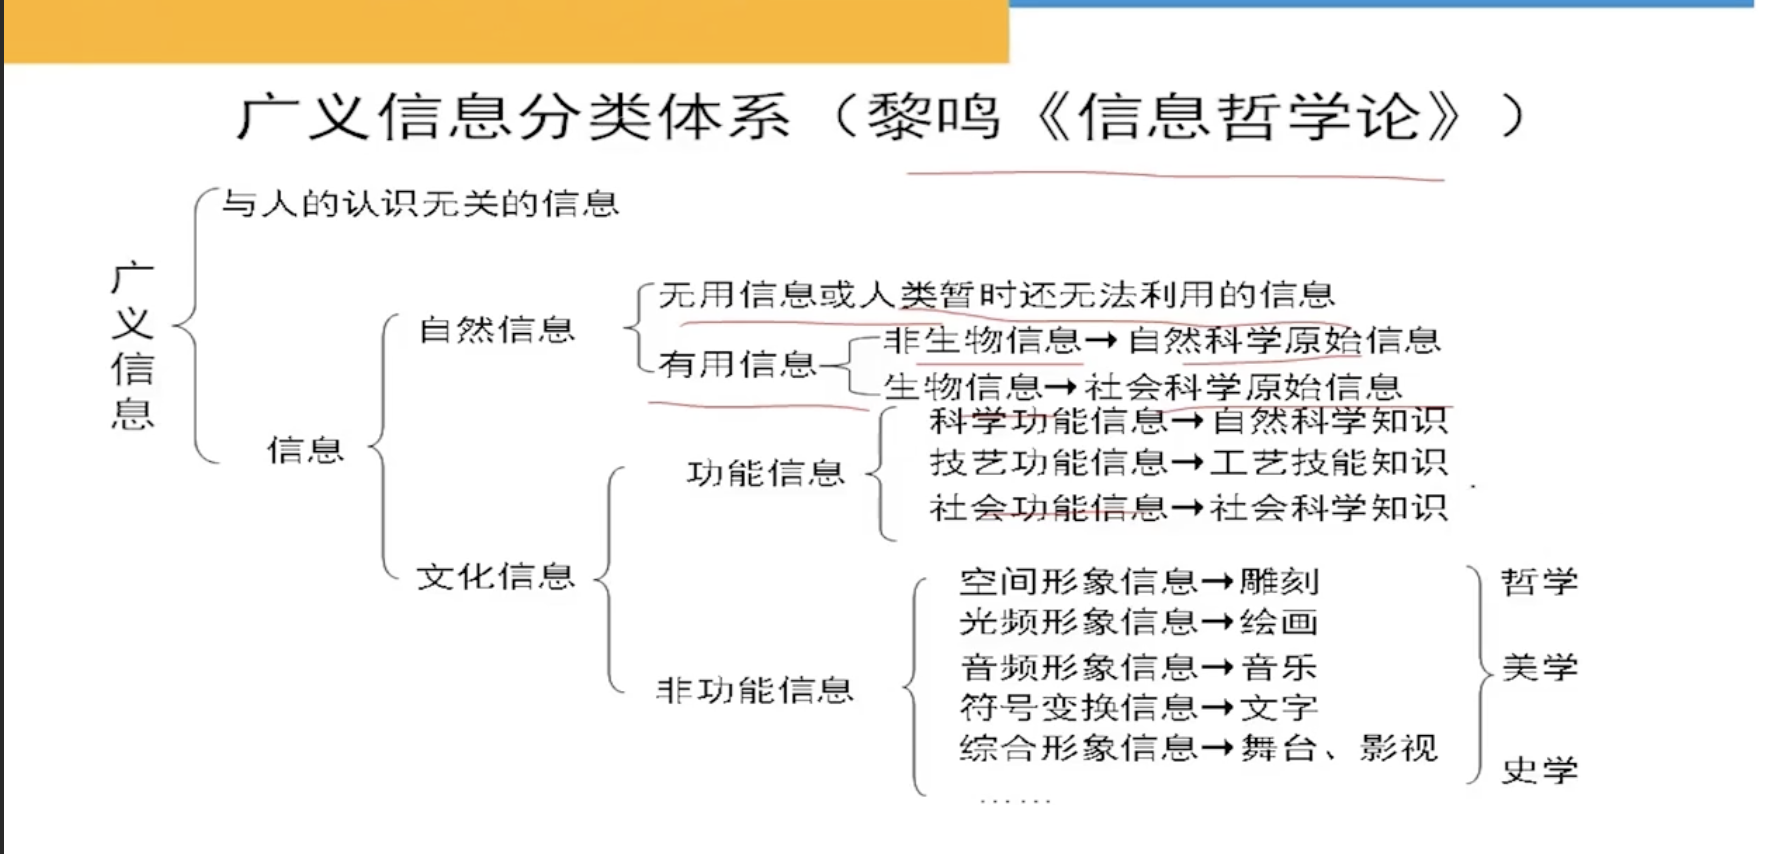 广义信息分类体系（黎鸣《信息哲学论》）
广义信息
与人的认识无关的信息
信息
自然信息
无用信息或人类暂时还无法利用的信息
有用信息
非生物信息→自然科学原始信息
生物信息→社会科学原始信息
文化信息
功能信息
科学功能信息→自然科学知识
技艺功能信息→工艺技能知识
社会功能信息→社会科学知识
非功能信息
空间形象信息→雕刻
光频形象信息→绘画
音频形象信息→音乐
符号变换信息→文字
综合形象信息→舞台、影视
……
哲学
美学
史学